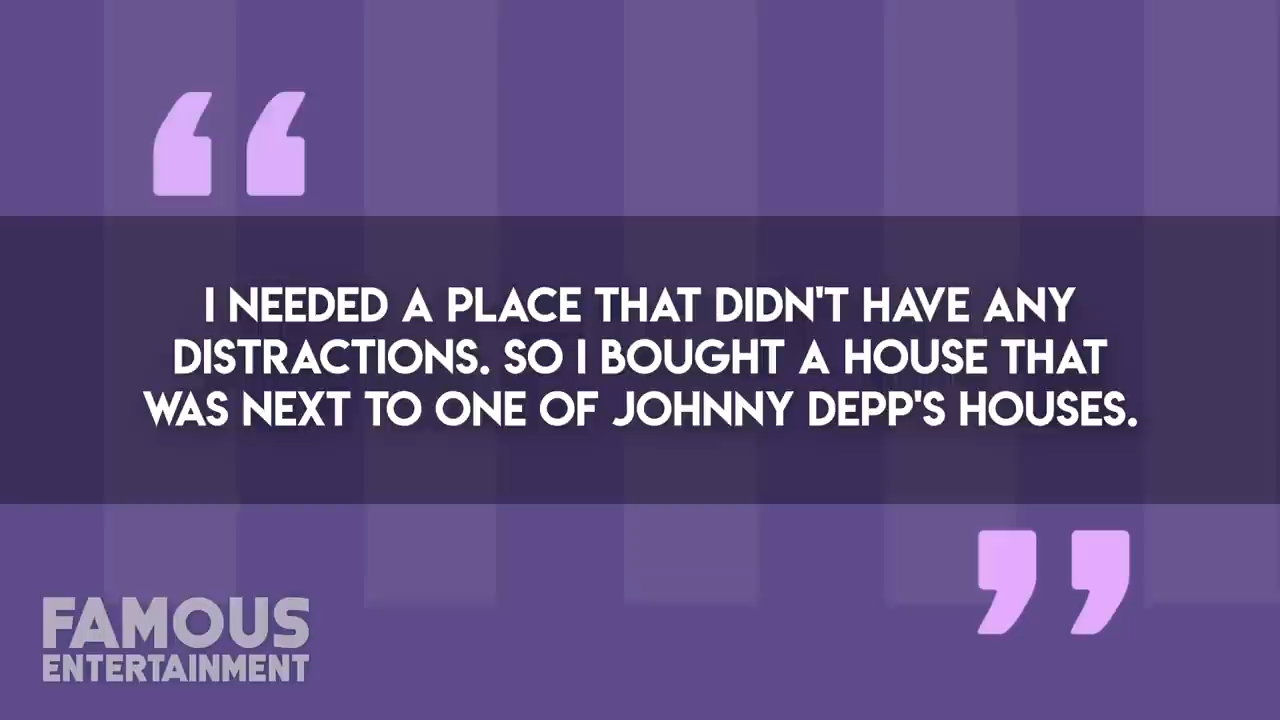 I NEEDED A PLACE THAT DIDN'T HAVE ANY
DISTRACTIONS. SO I BOUGHT A HOUSE THAT
WAS NEXT TO ONE OF JOHNNY DEPP'S HOUSES.
FAMOUS
ENTERTAINMENT